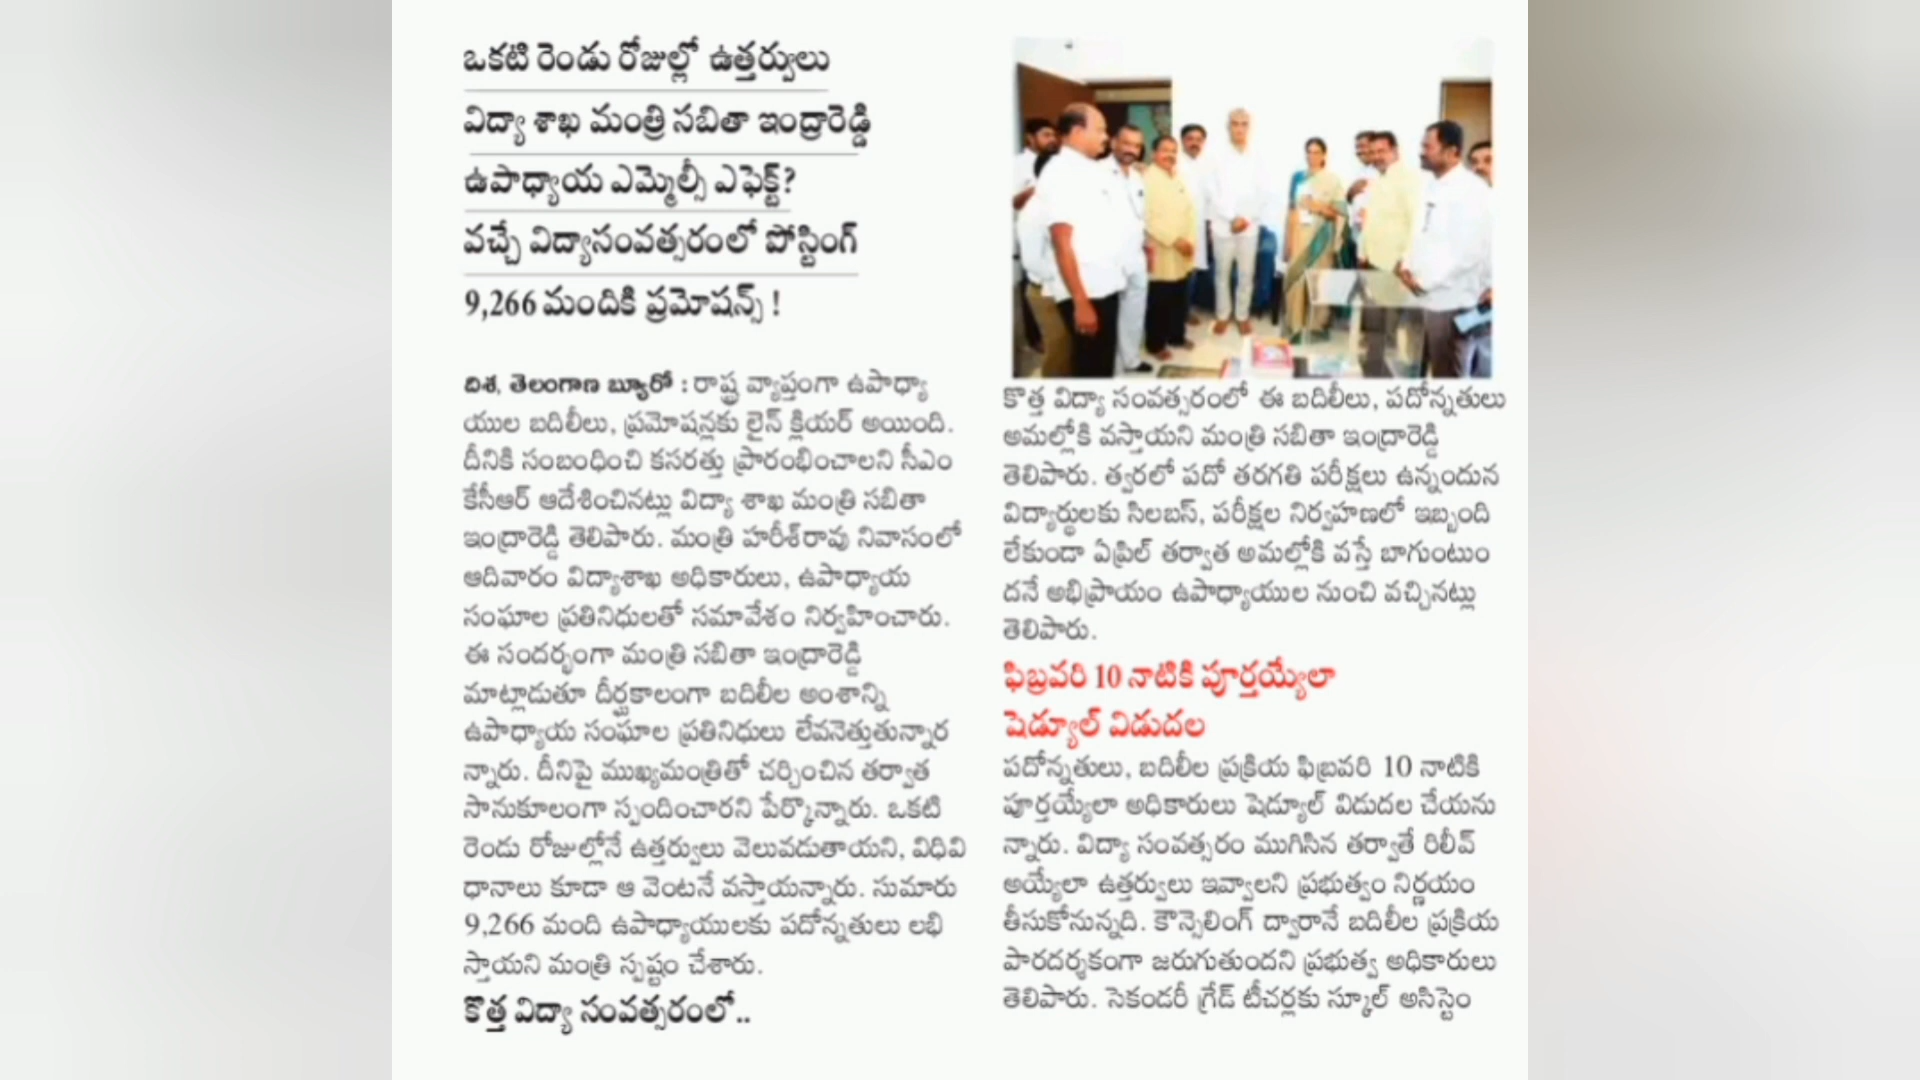 ఒకటి రెండు రోజుల్లో ఉత్తర్వులు
విద్యా శాఖ మంత్రి సబితా ఇంద్రారెడ్డి
ఉపాధ్యాయ ఎమ్మెల్సీ ఎఫెక్ట్?
వచ్చే విద్యాసంవత్సరంలో పోస్టింగ్
9,266 మందికి ప్రమోషన్స్ !
దిశ, తెలంగాణ బ్యూరో : రాష్ట్ర వ్యాప్తంగా ఉపాధ్యా
యుల బదిలీలు, ప్రమోషన్లకు లైన్ క్లియర్ అయింది.
దీనికి సంబంధించి కసరత్తు ప్రారంభించాలని సీఎం
కేసీఆర్ ఆదేశించినట్లు విద్యా శాఖ మంత్రి సబితా
ఇంద్రారెడ్డి తెలిపారు. మంత్రి హరీశ్‌రావు నివాసంలో
ఆదివారం విద్యాశాఖ అధికారులు, ఉపాధ్యాయ
సంఘాల ప్రతినిధులతో సమావేశం నిర్వహించారు.
ఈ సందర్భంగా మంత్రి సబితా ఇంద్రారెడ్డి
మాట్లాడుతూ దీర్ఘకాలంగా బదిలీల అంశాన్ని
ఉపాధ్యాయ సంఘాల ప్రతినిధులు లేవనెత్తుతున్నార
న్నారు. దీనిపై ముఖ్యమంత్రితో చర్చించిన తర్వాత
సానుకూలంగా స్పందించారని పేర్కొన్నారు. ఒకటి
రెండు రోజుల్లోనే ఉత్తర్వులు వెలువడుతాయని, విధివి
ధానాలు కూడా ఆ వెంటనే వస్తాయన్నారు. సుమారు
9,266 మంది ఉపాధ్యాయులకు పదోన్నతులు లభి
స్తాయని మంత్రి స్పష్టం చేశారు.
కొత్త విద్యా సంవత్సరంలో..
కొత్త విద్యా సంవత్సరంలో ఈ బదిలీలు, పదోన్నతులు
అమల్లోకి వస్తాయని మంత్రి సబితా ఇంద్రారెడ్డి
తెలిపారు. త్వరలో పదో తరగతి పరీక్షలు ఉన్నందున
విద్యార్థులకు సిలబస్, పరీక్షల నిర్వహణలో ఇబ్బంది
లేకుండా ఏప్రిల్ తర్వాత అమల్లోకి వస్తే బాగుంటుం
దనే అభిప్రాయం ఉపాధ్యాయుల నుంచి వచ్చినట్లు
తెలిపారు.
ఫిబ్రవరి 10 నాటికి పూర్తయ్యేలా
షెడ్యూల్ విడుదల
పదోన్నతులు, బదిలీల ప్రక్రియ ఫిబ్రవరి 10 నాటికి
పూర్తయ్యేలా అధికారులు షెడ్యూల్ విడుదల చేయను
న్నారు. విద్యా సంవత్సరం ముగిసిన తర్వాతే రిలీవ్
అయ్యేలా ఉత్తర్వులు ఇవ్వాలని ప్రభుత్వం నిర్ణయం
తీసుకోనున్నది. కౌన్సెలింగ్ ద్వారానే బదిలీల ప్రక్రియ
పారదర్శకంగా జరుగుతుందని ప్రభుత్వ అధికారులు
తెలిపారు. సెకండరీ గ్రేడ్ టీచర్లకు స్కూల్ అసిస్టెం